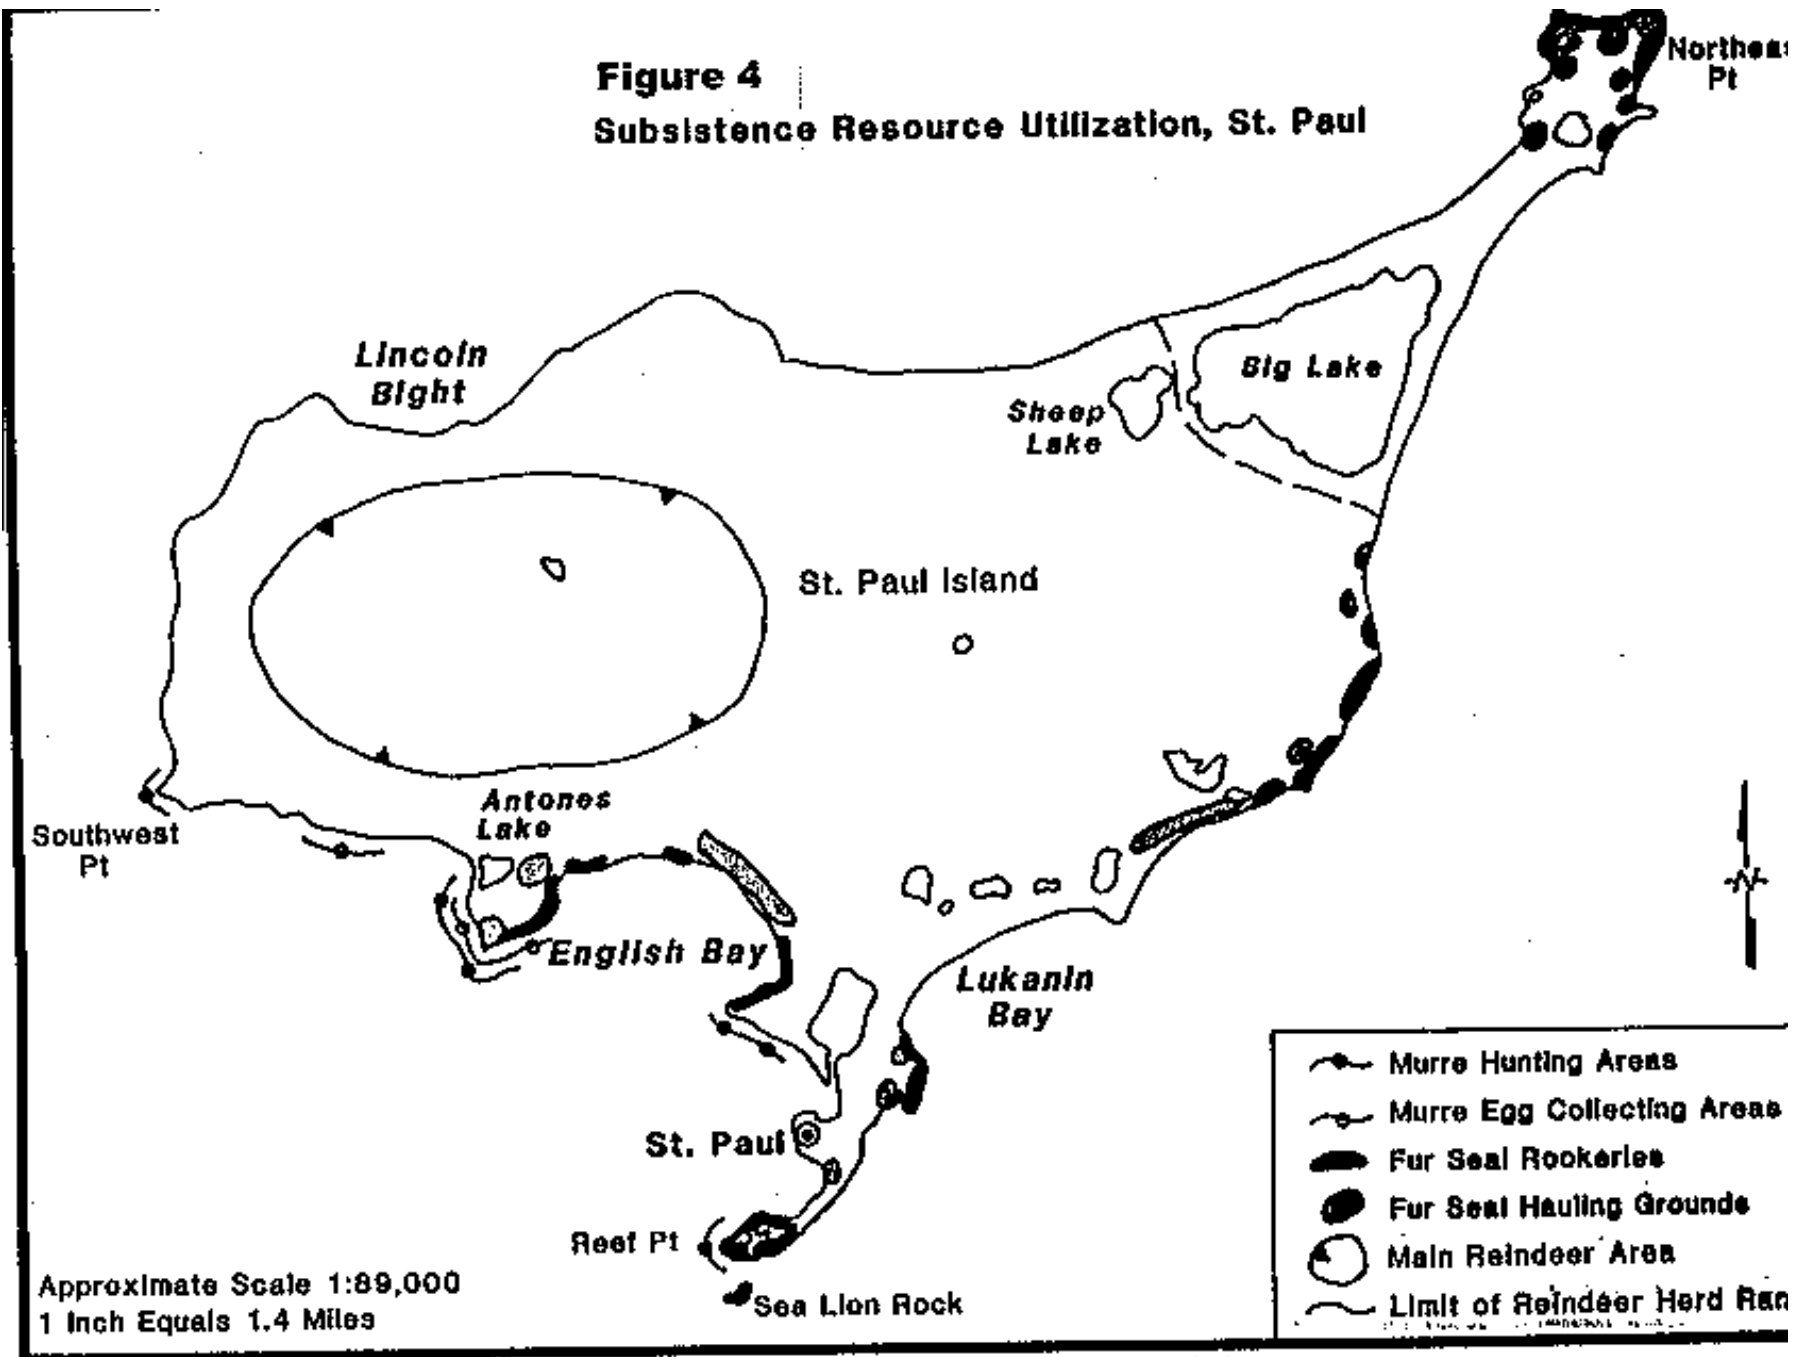 Figure 4
Subsistence Resource Utilization, St. Paul
Northeas
Pt
Lincoln
Bight
Big Lake
Sheep
Lake
St. Paul Island
Antones
Lake
Southwest
Pt
English Bay
Lukanin
Bay
St. Paul
Reef Pt
Sea Lion Rock
N
Approximate Scale 1:89,000
1 Inch Equals 1.4 Miles
Murre Hunting Areas
Murre Egg Collecting Areas
Fur Seal Rookeries
Fur Seal Hauling Grounds
Main Reindeer Area
Limit of Reindeer Herd Ran